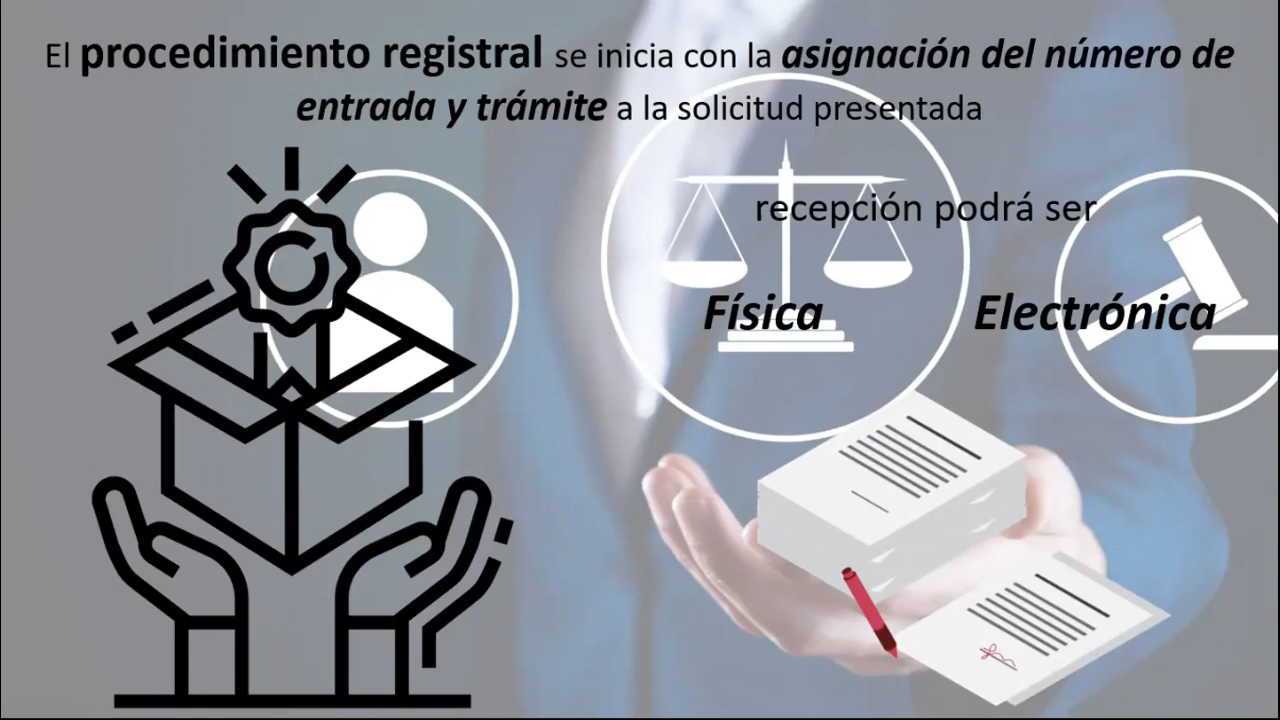 El procedimiento registral se inicia con la asignación del número de
entrada y trámite a la solicitud presentada
recepción podrá ser
Física Electrónica